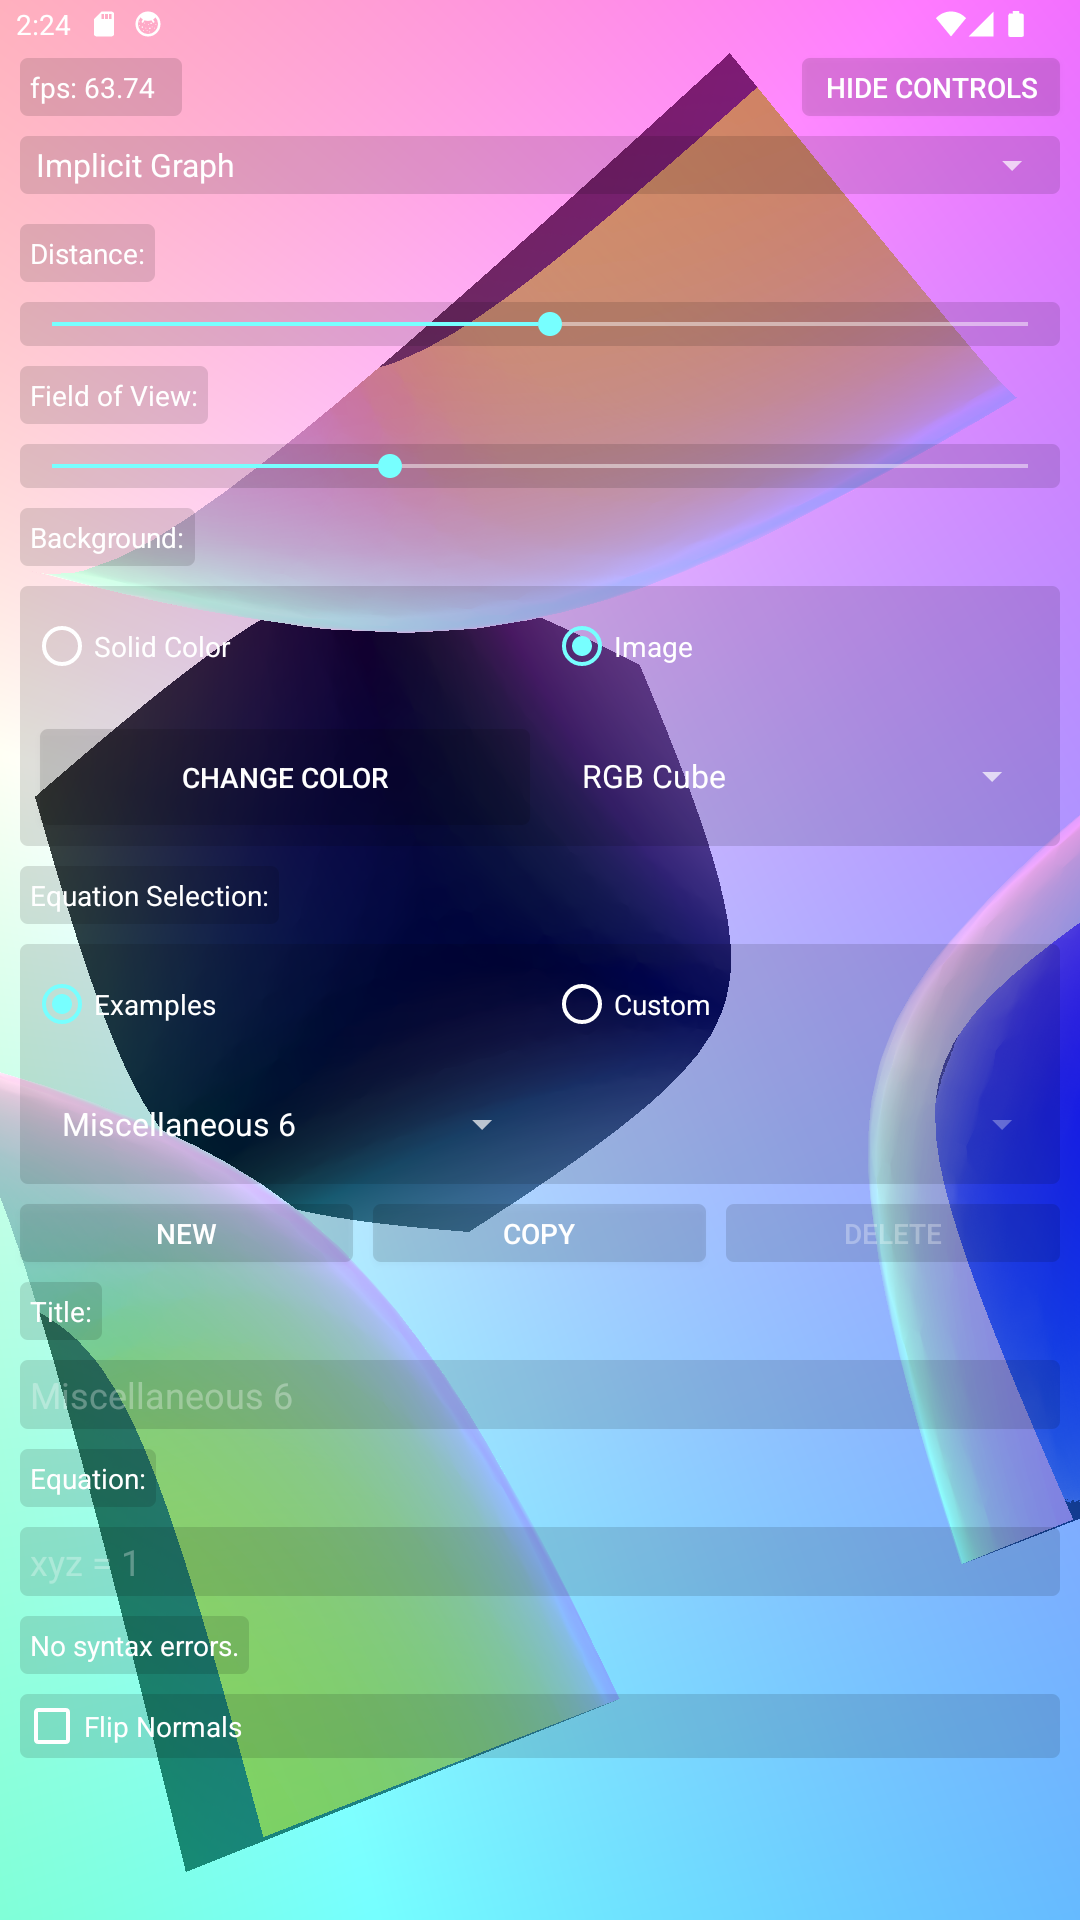 2:24
fps: 63.74
HIDE CONTROLS
Implicit Graph
Distance:
Field of View:
Background:
Solid Color
Image
CHANGE COLOR
RGB Cube
Equation Selection:
Examples
Custom
Miscellaneous 6
NEW
COPY
DELETE
Title:
Miscellaneous 6
Equation:
xyz = 1
No syntax errors.
Flip Normals